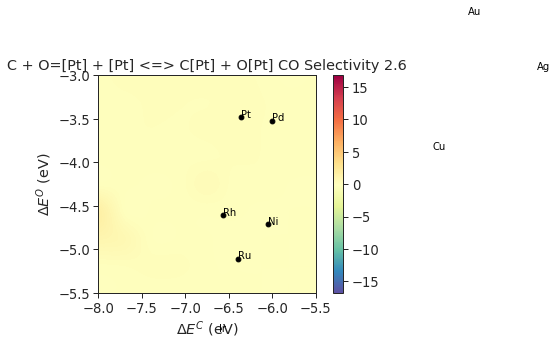 Au
C + O=[Pt] + [Pt] <=> C[Pt] + O[Pt] CO Selectivity 2.6
Ag
−3.0
−3.5
−4.0
−4.5
−5.0
−5.5
ΔE^O (eV)
Pt
Pd
Rh
Ni
Ru
Cu
15
10
5
0
−5
−10
−15
−8.0 −7.5 −7.0 −6.5 −6.0 −5.5
ΔE^C (eV)
Ir